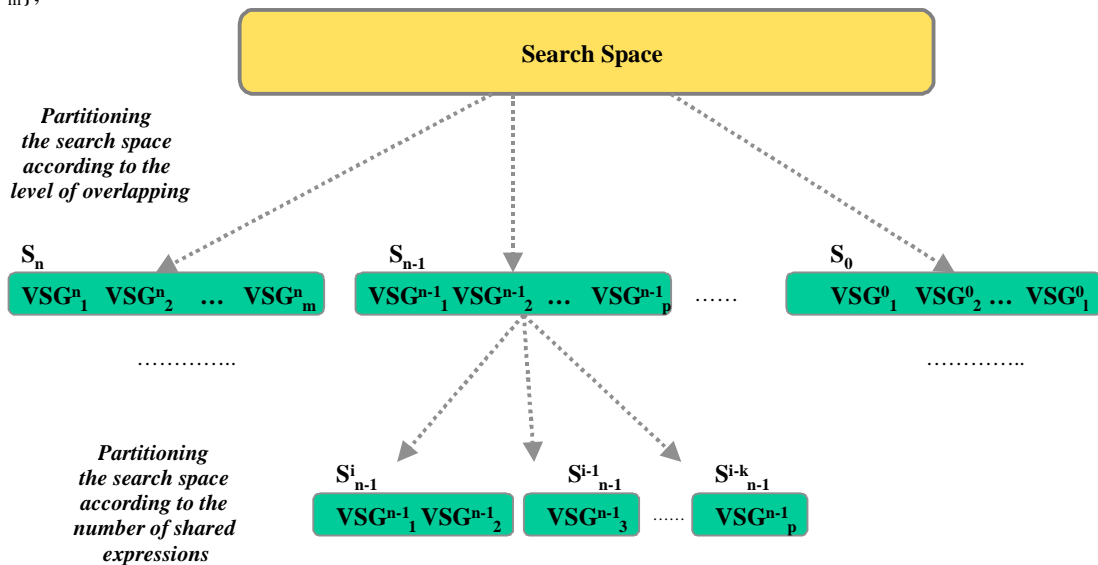 m},
Search Space
Partitioning
the search space
according to the
level of overlapping
Sₙ
Sₙ₋₁
S₀
VSGⁿ₁ VSGⁿ₂ … VSGⁿₘ
VSGⁿ⁻¹₁ VSGⁿ⁻¹₂ … VSGⁿ⁻¹ₚ
……
VSG⁰₁ VSG⁰₂ … VSG⁰ₗ
…………..
…………..
Partitioning
the search space
according to the
number of shared
expressions
Sⁱₙ₋₁
Sⁱ⁻¹ₙ₋₁
Sⁱ⁻ᵏₙ₋₁
VSGⁿ⁻¹₁ VSGⁿ⁻¹₂
VSGⁿ⁻¹₃
……
VSGⁿ⁻¹ₚ